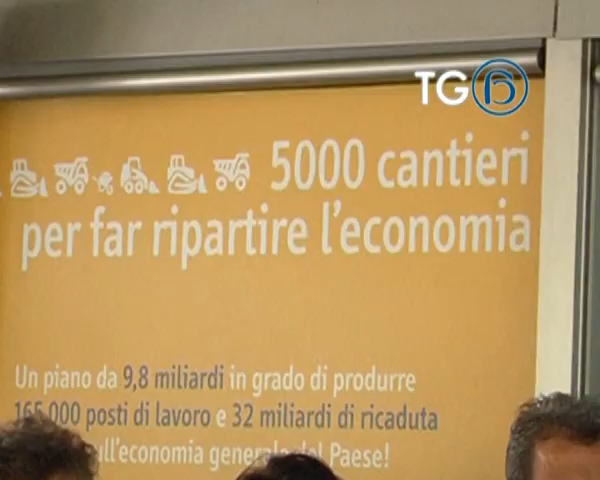 TG6
5000 cantieri
per far ripartire l'economia
Un piano da 9,8 miliardi in grado di produrre
165.000 posti di lavoro e 32 miliardi di ricaduta
sull'economia generale del Paese!